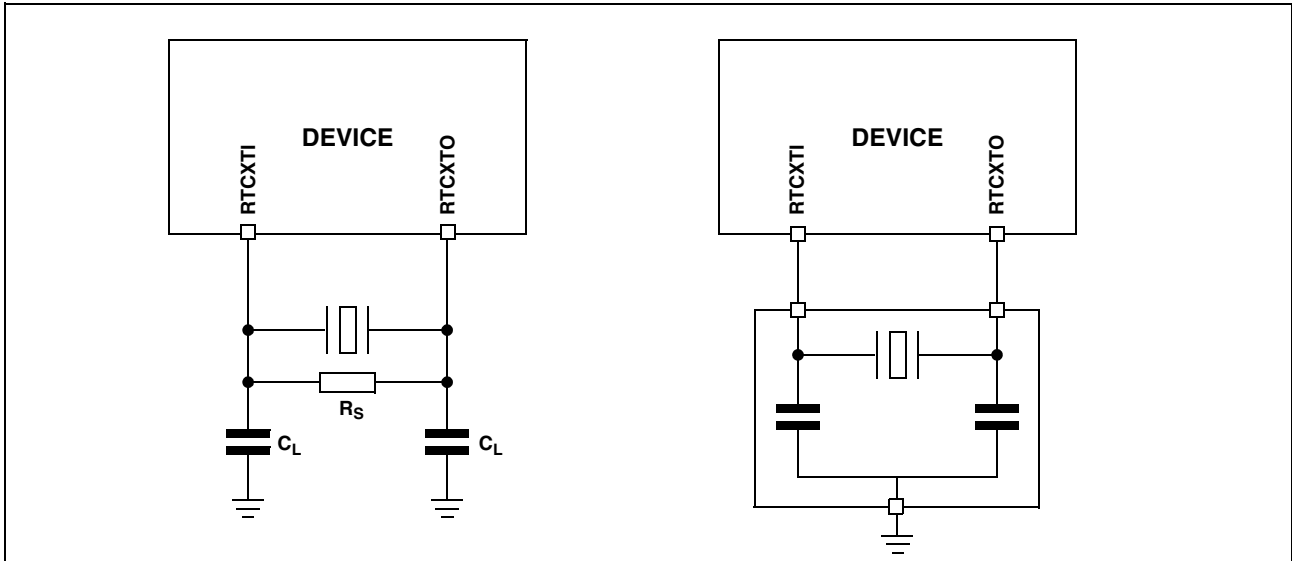 DEVICE
RTCXTI
RTCXTO
R_S
C_L
C_L
DEVICE
RTCXTI
RTCXTO